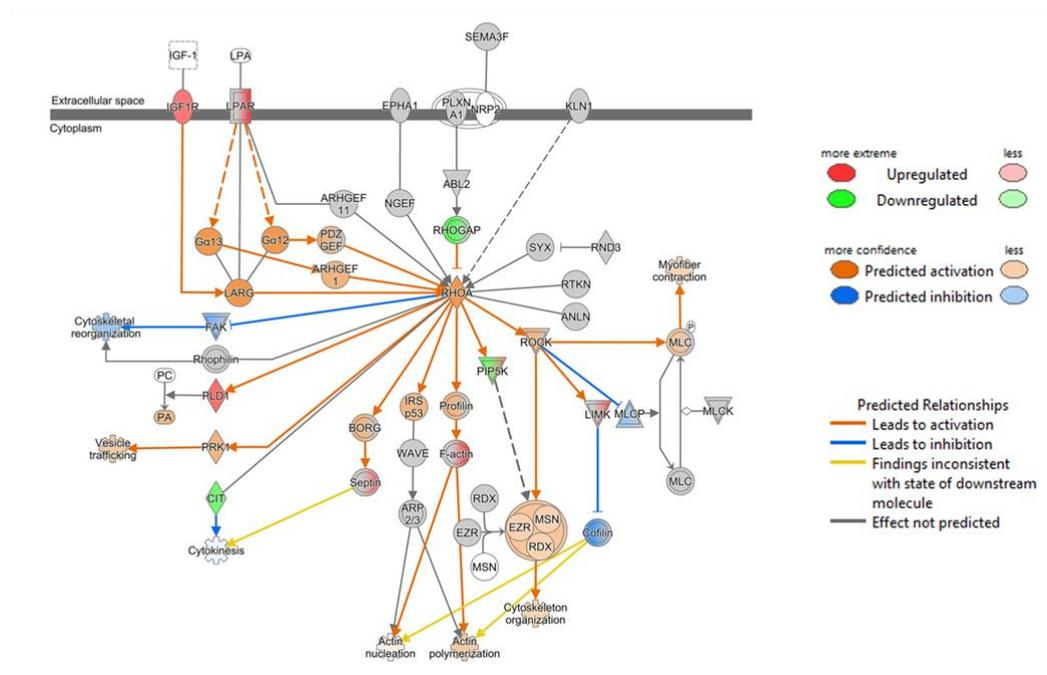 SEMA3F
IGF-1
LPA
Extracellular space
IGF1R
LPAR
EPHA1
PLXN
A1
NRP2
KLN1
Cytoplasm
more extreme
less
Upregulated
Downregulated
ABL2
ARHGEF
11
NGEF
RHOGAP
Gα13
Gα12
PDZ
GEF
SYX
RND3
more confidence
less
Predicted activation
Predicted inhibition
ARHGEF
1
Myofiber
contraction
LARG
RHOA
RTKN
ANLN
Cytoskeletal
reorganization
FAK
P
ROCK
MLC
Rhophilin
PIP5K
PC
PLD1
PA
IRS
p53
Profilin
LIMK
MLCP
MLCK
Predicted Relationships
Leads to activation
Leads to inhibition
Findings inconsistent
with state of downstream
molecule
Effect not predicted
BORG
Vesicle
trafficking
PRK1
WAVE
F-actin
Septin
MLC
CIT
RDX
ARP
2/3
EZR
EZR
MSN
RDX
Cofilin
Cytokinesis
MSN
Cytoskeleton
organization
Actin
nucleation
Actin
polymerization